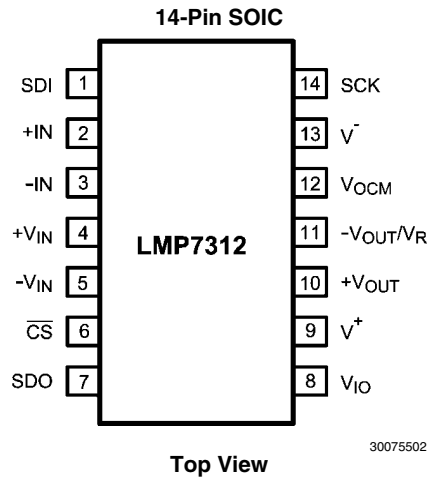 14-Pin SOIC
SDI 1 14 SCK
+IN 2 13 V-
-IN 3 12 VOCM
+VIN 4 11 -VOUT/VR
LMP7312
-VIN 5 10 +VOUT
CS 6 9 V+
SDO 7 8 VIO
30075502
Top View